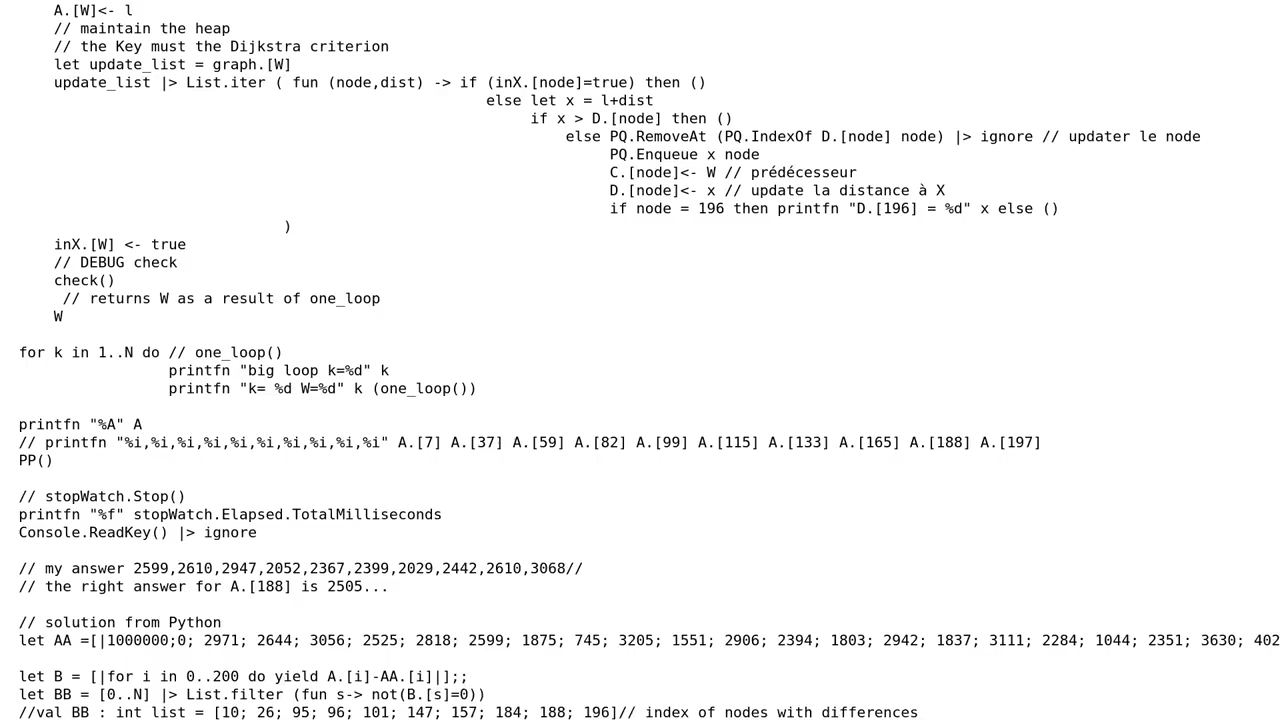 A.[W]<- l
// maintain the heap
// the Key must the Dijkstra criterion
let update_list = graph.[W]
update_list |> List.iter ( fun (node,dist) -> if (inX.[node]=true) then ()
else let x = l+dist
if x > D.[node] then ()
else PQ.RemoveAt (PQ.IndexOf D.[node] node) |> ignore // updater le node
PQ.Enqueue x node
C.[node]<- W // prédécesseur
D.[node]<- x // update la distance à X
if node = 196 then printfn "D.[196] = %d" x else ()
)
inX.[W] <- true
// DEBUG check
check()
// returns W as a result of one_loop
W
for k in 1..N do // one_loop()
printfn "big loop k=%d" k
printfn "k= %d W=%d" k (one_loop())
printfn "%A" A
// printfn "%i,%i,%i,%i,%i,%i,%i,%i,%i,%i" A.[7] A.[37] A.[59] A.[82] A.[99] A.[115] A.[133] A.[165] A.[188] A.[197]
PP()
// stopWatch.Stop()
printfn "%f" stopWatch.Elapsed.TotalMilliseconds
Console.ReadKey() |> ignore
// my answer 2599,2610,2947,2052,2367,2399,2029,2442,2610,3068//
// the right answer for A.[188] is 2505...
// solution from Python
let AA =[|1000000;0; 2971; 2644; 3056; 2525; 2818; 2599; 1875; 745; 3205; 1551; 2906; 2394; 1803; 2942; 1837; 3111; 2284; 1044; 2351; 3630; 402
let B = [|for i in 0..200 do yield A.[i]-AA.[i]|];;
let BB = [0..N] |> List.filter (fun s-> not(B.[s]=0))
//val BB : int list = [10; 26; 95; 96; 101; 147; 157; 184; 188; 196]// index of nodes with differences